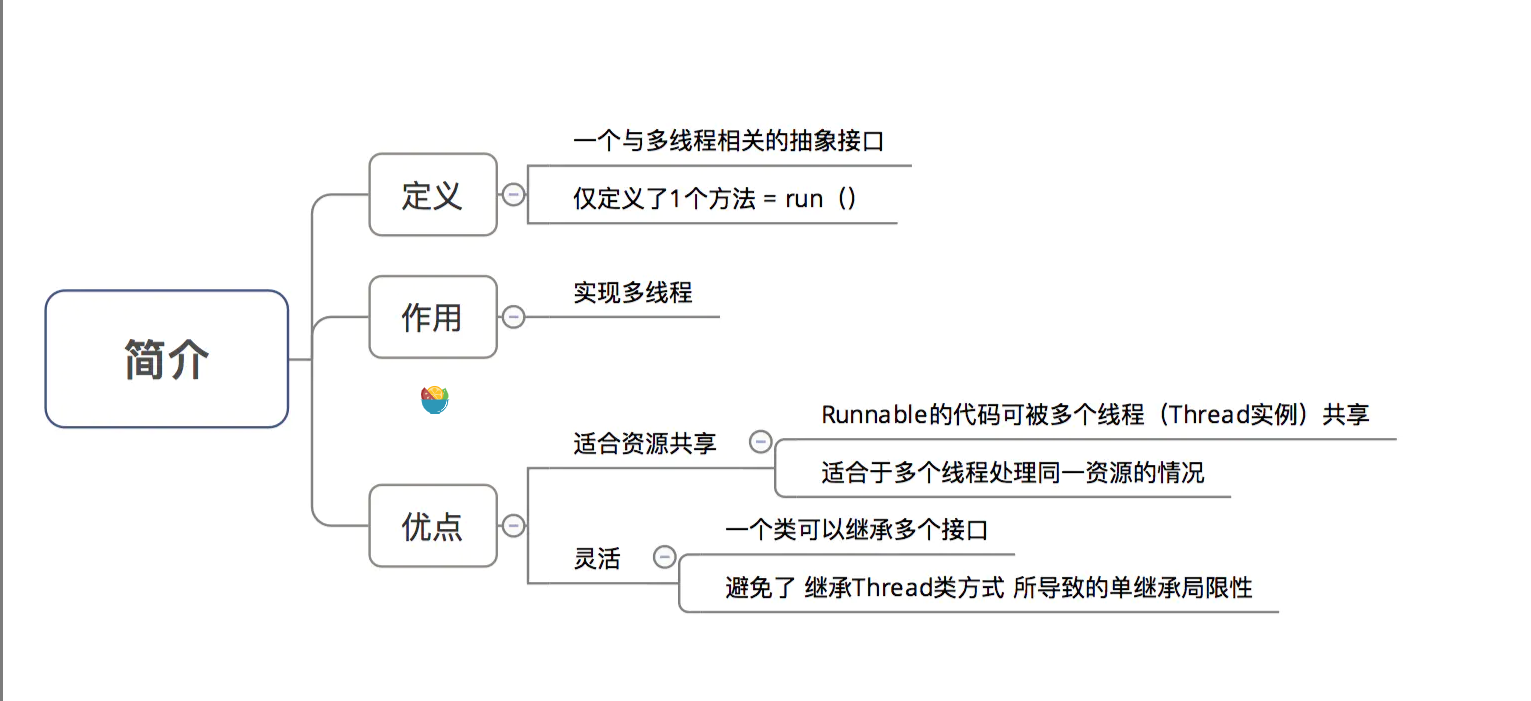 简介
定义
一个与多线程相关的抽象接口
仅定义了1个方法 = run（）
作用
实现多线程
优点
适合资源共享
Runnable的代码可被多个线程（Thread实例）共享
适合于多个线程处理同一资源的情况
灵活
一个类可以继承多个接口
避免了 继承Thread类方式 所导致的单继承局限性